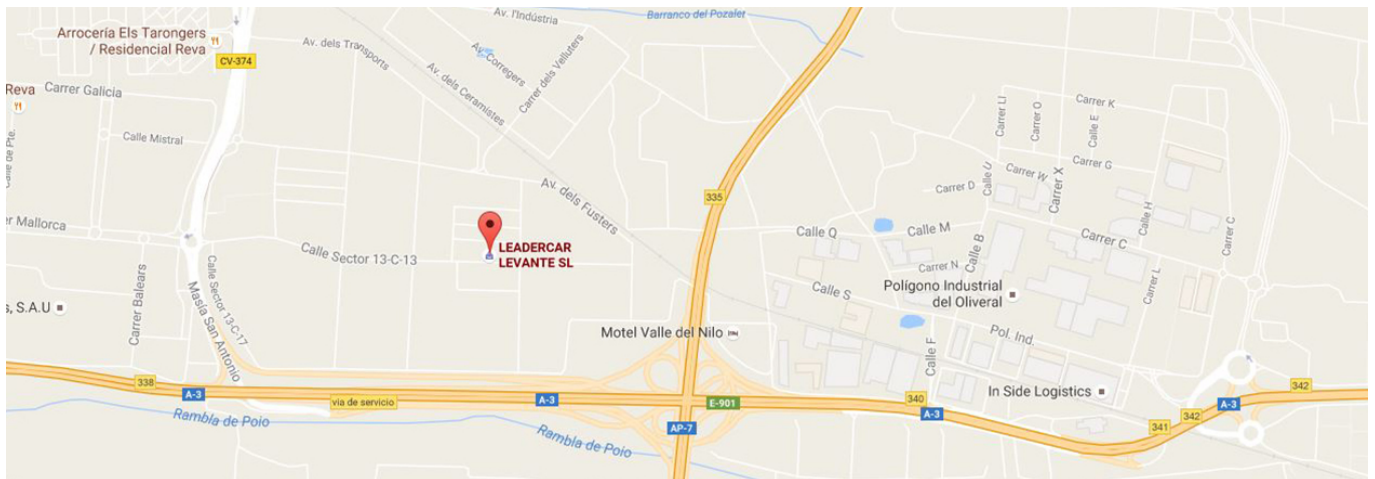 Av. l'Indústria
Barranco del Pozalet
Arrocería Els Tarongers
/ Residencial Reva
Av. dels Transports
Av. Corregers
CV-374
Av. dels Ceramistes
Carrer dels Velluters
Reva
Carrer Galicia
Calle Mistral
Carrer LI
Carrer O
Carrer K
Calle E
Carrer G
Calle U
Carrer W
Carrer X
Carrer D
Av. dels Fusters
335
Calle H
Carrer C
er Mallorca
Calle Q
Calle M
Calle B
Carrer C
LEADERCAR
LEVANTE SL
Calle Sector 13-C-13
Carrer N
Carrer L
Calle Sector 13-C-17
Calle S
Polígono Industrial
del Oliveral
s, S.A.U
Carrer Balears
Masía San Antonio
Motel Valle del Nilo
Pol. Ind.
Calle F
338
A-3
via de servicio
A-3
E-901
340
A-3
In Side Logistics
342
A-3
342
341
Rambla de Poio
AP-7
Rambla de Poio